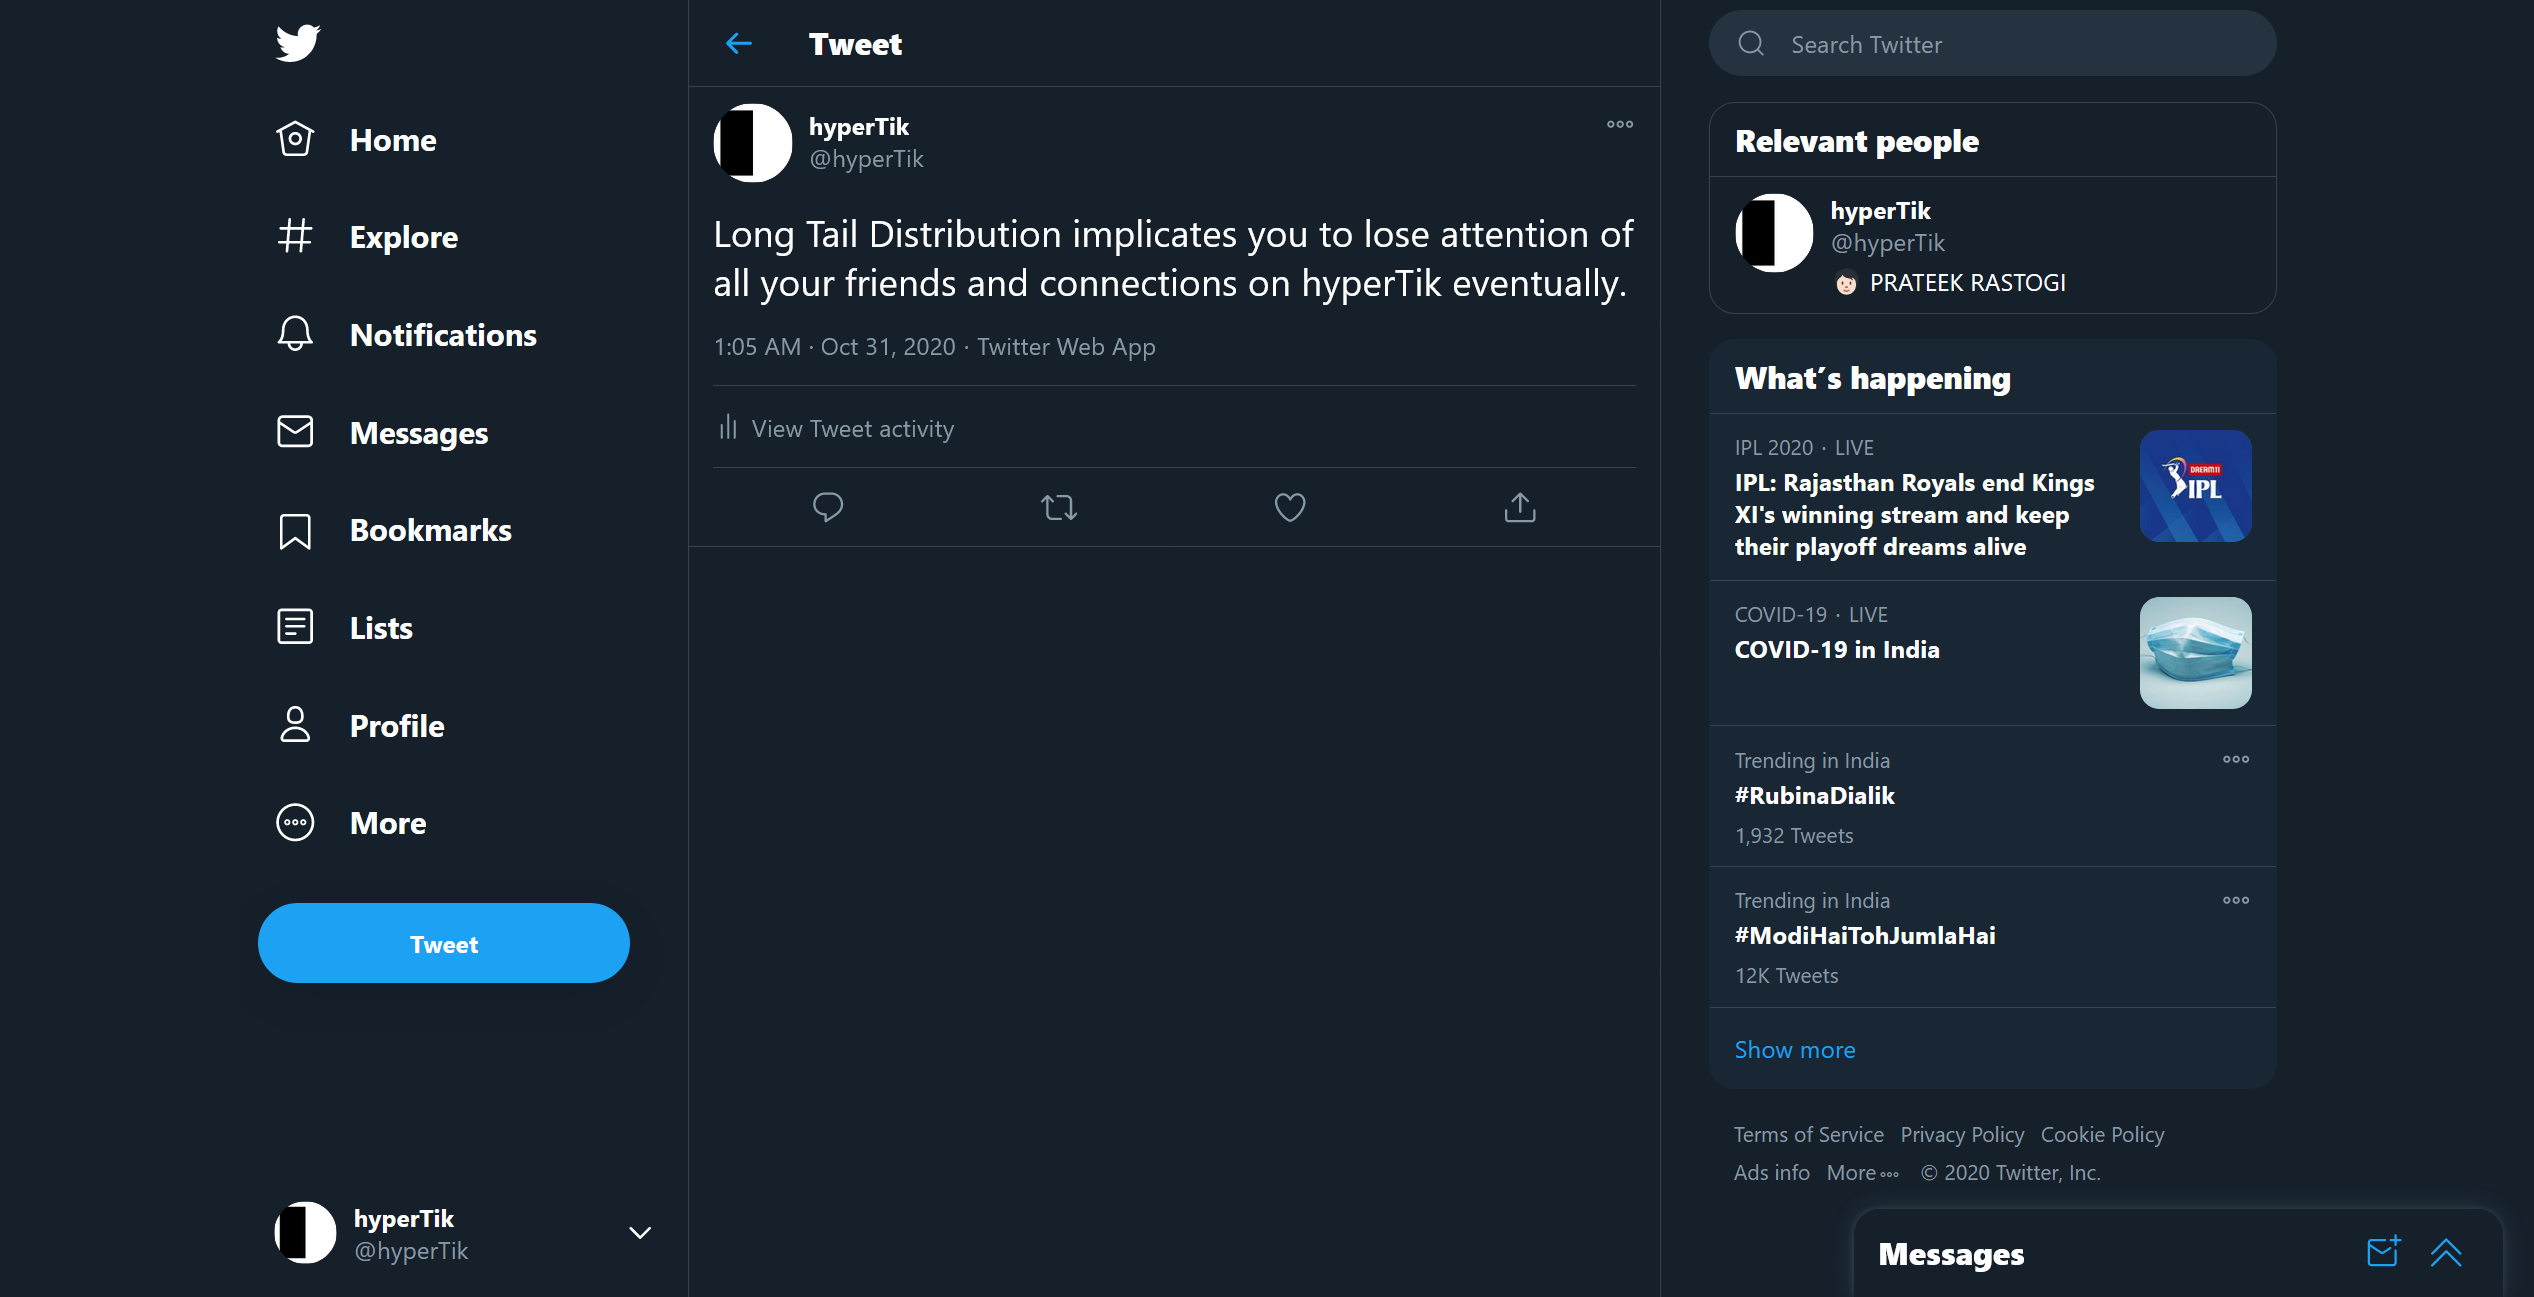 Home
Explore
Notifications
Messages
Bookmarks
Lists
Profile
More
Tweet
hyperTik
@hyperTik
Tweet
hyperTik
@hyperTik
Long Tail Distribution implicates you to lose attention of
all your friends and connections on hyperTik eventually.
1:05 AM · Oct 31, 2020 · Twitter Web App
View Tweet activity
Search Twitter
Relevant people
hyperTik
@hyperTik
PRATEEK RASTOGI
What's happening
IPL 2020 · LIVE
IPL: Rajasthan Royals end Kings
XI's winning stream and keep
their playoff dreams alive
DREAM11
IPL
COVID-19 · LIVE
COVID-19 in India
Trending in India
#RubinaDialik
1,932 Tweets
Trending in India
#ModiHaiTohJumlaHai
12K Tweets
Show more
Terms of Service Privacy Policy Cookie Policy
Ads info More © 2020 Twitter, Inc.
Messages